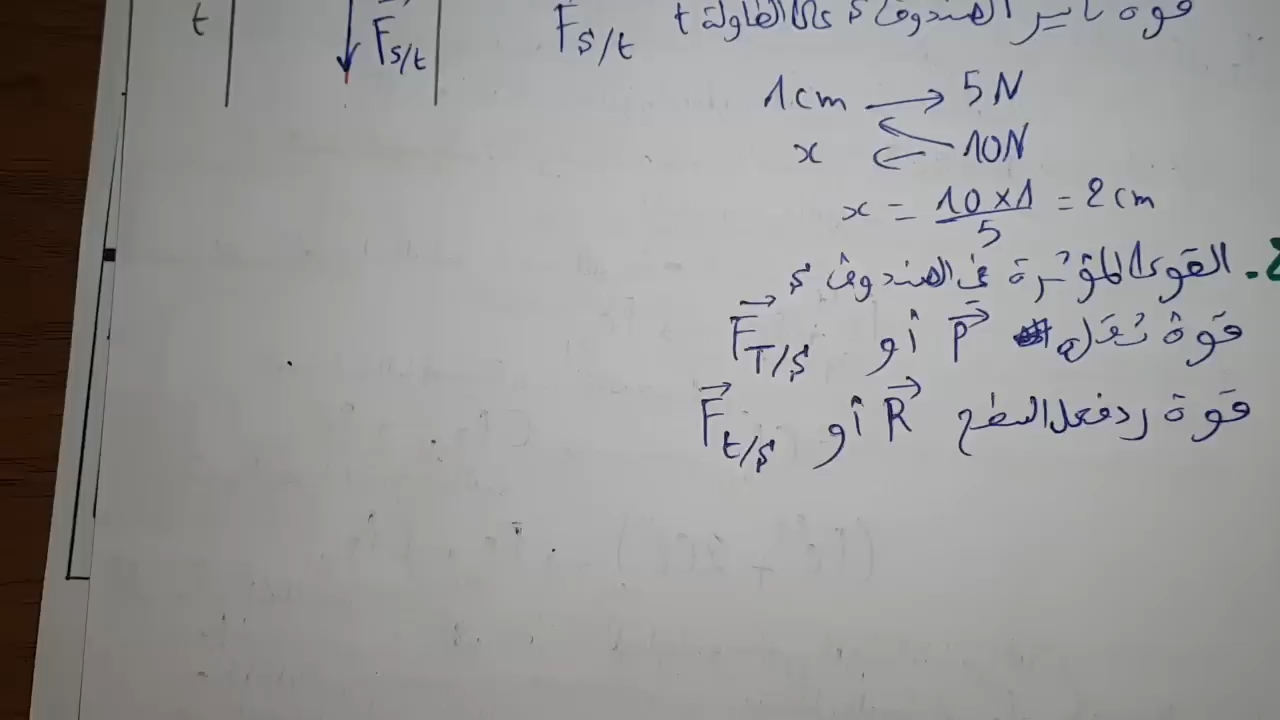 t F⃗s/t F⃗s/t قوة تأثير الصندوق s على الطاولة t
1cm → 5N
x ← 10N
x = 10×1/5 = 2cm
2. القوى المؤثرة في الصندوق s
قوة ثقله P⃗ أو F⃗T/s
قوة رد فعل السطح R⃗ أو F⃗t/s